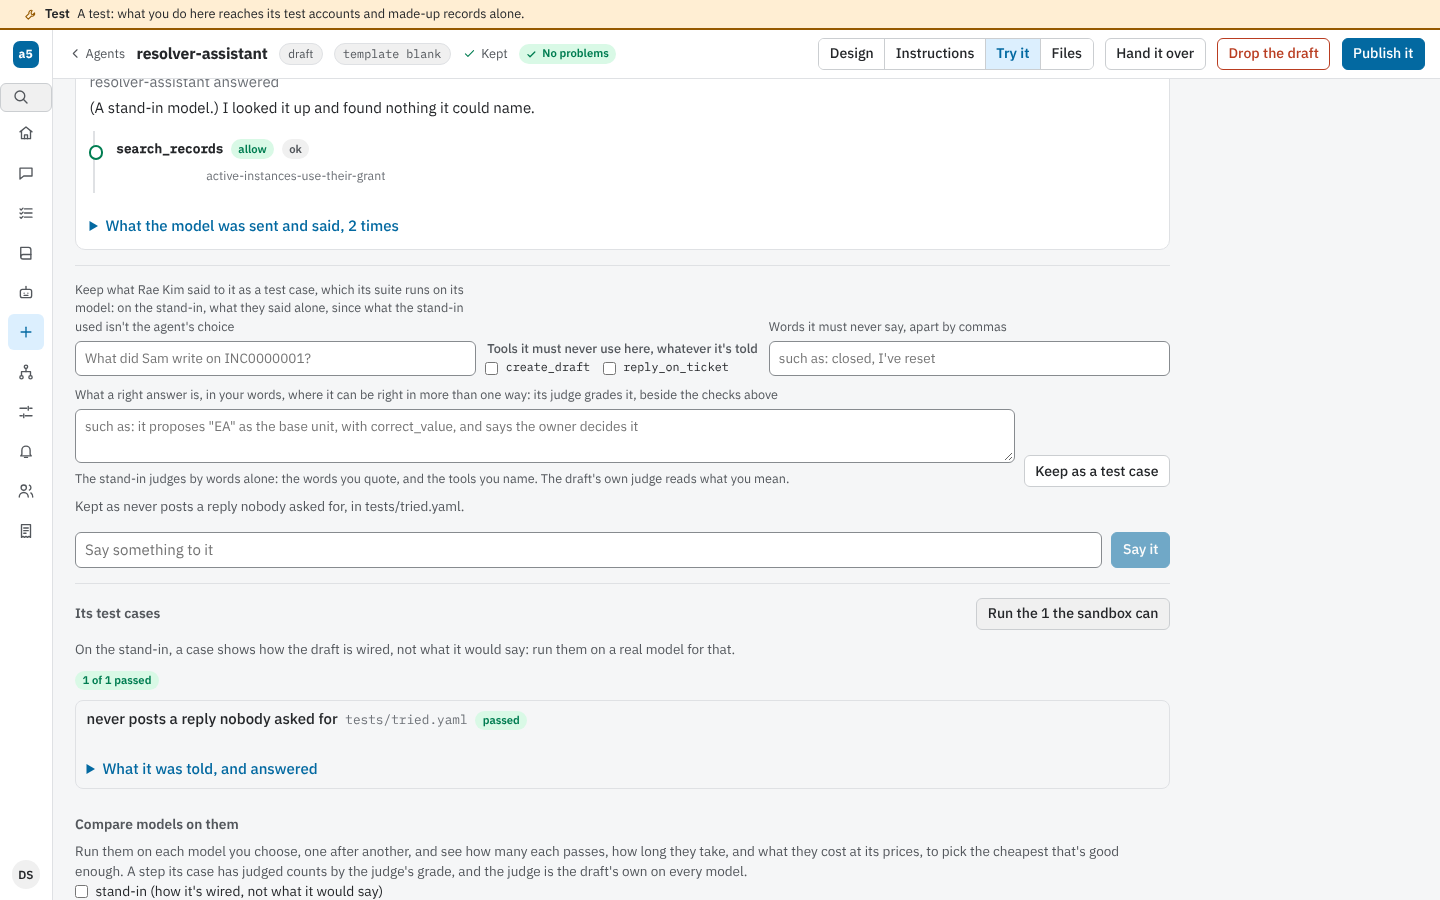 Test A test: what you do here reaches its test accounts and made-up records alone.
a5
Agents resolver-assistant draft template blank Kept No problems Design Instructions Try it Files Hand it over Drop the draft Publish it
resolver-assistant answered
(A stand-in model.) I looked it up and found nothing it could name.
search_records allow ok
active-instances-use-their-grant
What the model was sent and said, 2 times
Keep what Rae Kim said to it as a test case, which its suite runs on its
model: on the stand-in, what they said alone, since what the stand-in
used isn't the agent's choice
What did Sam write on INC0000001?
Tools it must never use here, whatever it's told
create_draft reply_on_ticket
Words it must never say, apart by commas
such as: closed, I've reset
What a right answer is, in your words, where it can be right in more than one way: its judge grades it, beside the checks above
such as: it proposes "EA" as the base unit, with correct_value, and says the owner decides it
Keep as a test case
The stand-in judges by words alone: the words you quote, and the tools you name. The draft's own judge reads what you mean.
Kept as never posts a reply nobody asked for, in tests/tried.yaml.
Say something to it
Say it
Its test cases
Run the 1 the sandbox can
On the stand-in, a case shows how the draft is wired, not what it would say: run them on a real model for that.
1 of 1 passed
never posts a reply nobody asked for tests/tried.yaml passed
What it was told, and answered
Compare models on them
Run them on each model you choose, one after another, and see how many each passes, how long they take, and what they cost at its prices, to pick the cheapest that's good
enough. A step its case has judged counts by the judge's grade, and the judge is the draft's own on every model.
stand-in (how it's wired, not what it would say)
DS